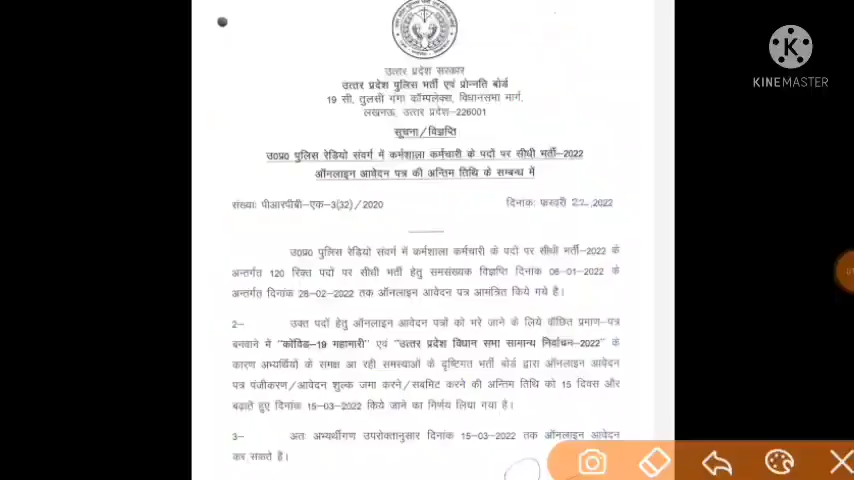 उत्तर प्रदेश सरकार
उत्तर प्रदेश पुलिस भर्ती एवं प्रोन्नति बोर्ड
19 सी, तुलसी गंगा कॉम्पलेक्स, विधानसभा मार्ग,
लखनऊ, उत्तर प्रदेश-226001
सूचना/विज्ञप्ति
उ0प्र0 पुलिस रेडियो संवर्ग में कर्मशाला कर्मचारी के पदों पर सीधी भर्ती-2022
ऑनलाइन आवेदन पत्र की अन्तिम तिथि के सम्बन्ध में
संख्याः पीआरपीबी-एक-3(32)/2020 दिनांकः फरवरी 22, 2022
उ0प्र0 पुलिस रेडियो संवर्ग में कर्मशाला कर्मचारी के पदों पर सीधी भर्ती-2022 के
अन्तर्गत 120 रिक्त पदों पर सीधी भर्ती हेतु समसंख्यक विज्ञप्ति दिनांक 06-01-2022 के
अन्तर्गत दिनांक 28-02-2022 तक ऑनलाइन आवेदन पत्र आमंत्रित किये गये है।
2- उक्त पदों हेतु ऑनलाइन आवेदन पत्रों को भरे जाने के लिये वाँछित प्रमाण-पत्र
बनवाने में "कोविड-19 महामारी" एवं "उत्तर प्रदेश विधान सभा सामान्य निर्वाचन-2022" के
कारण अभ्यर्थियों के समक्ष आ रही समस्याओं के दृष्टिगत भर्ती बोर्ड द्वारा ऑनलाइन आवेदन
पत्र पंजीकरण/आवेदन शुल्क जमा करने/सबमिट करने की अन्तिम तिथि को 15 दिवस और
बढ़ाते हुए दिनांक 15-03-2022 किये जाने का निर्णय लिया गया है।
3- अतः अभ्यर्थीगण उपरोक्तानुसार दिनांक 15-03-2022 तक ऑनलाइन आवेदन
कर सकते हैं।
KINEMASTER